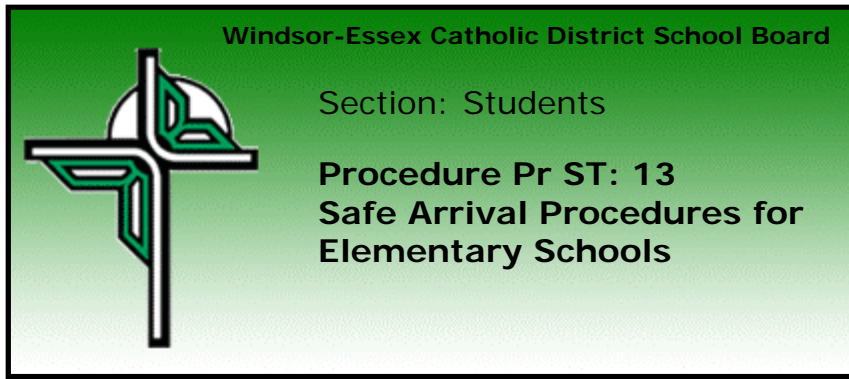 Windsor-Essex Catholic District School Board
Section: Students
Procedure Pr ST: 13
Safe Arrival Procedures for
Elementary Schools